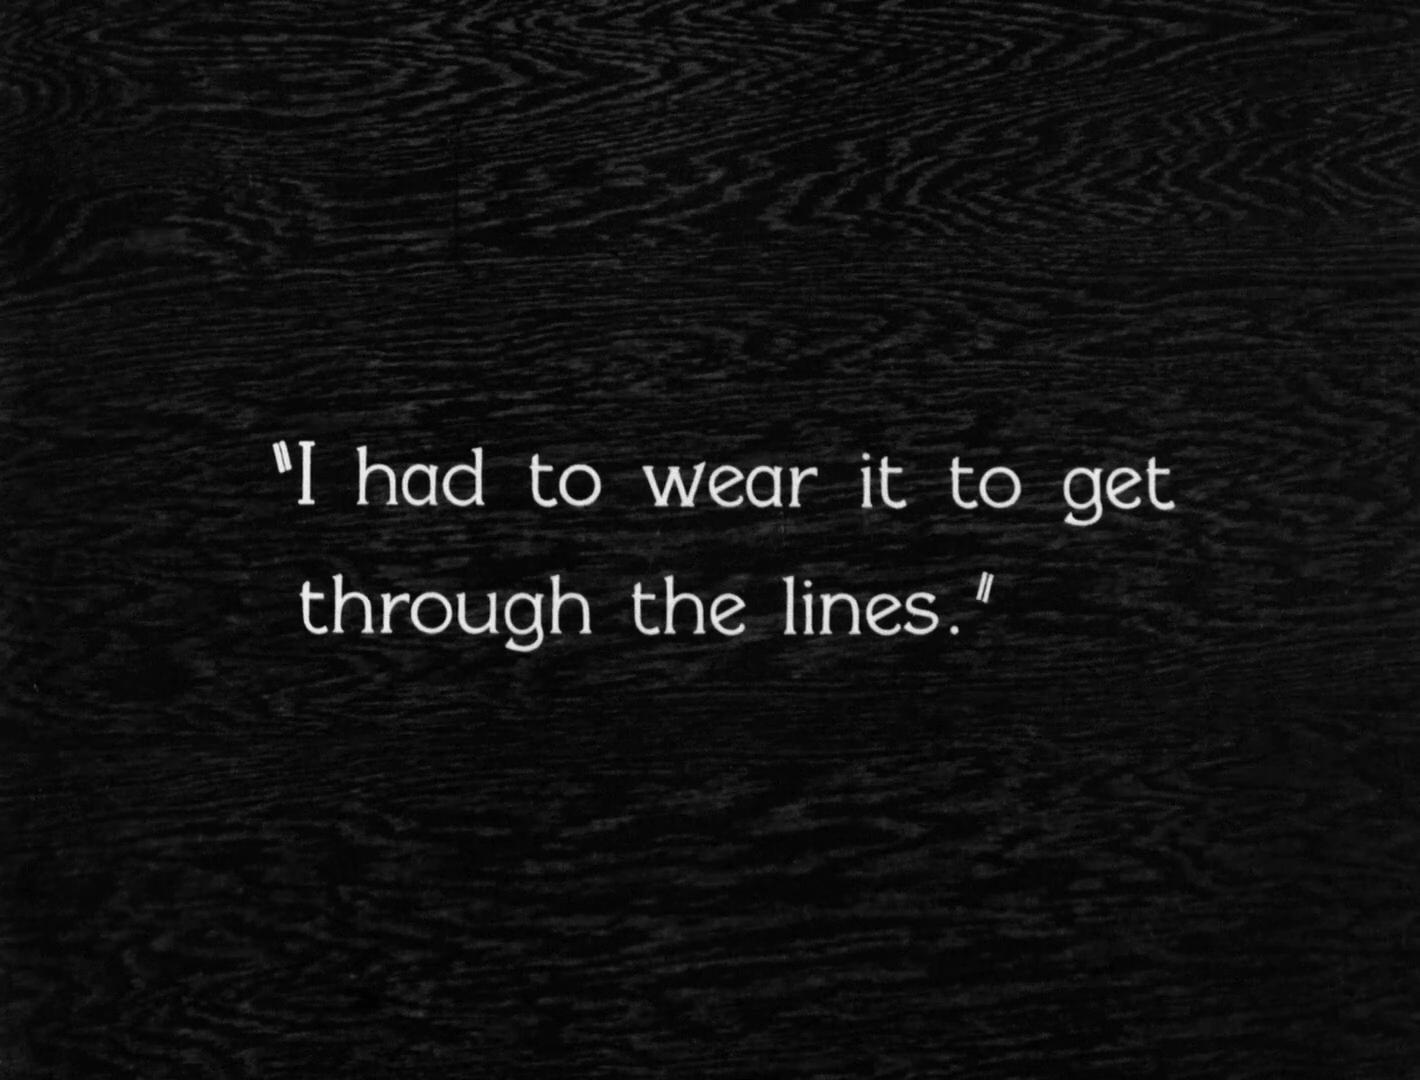 "I had to wear it to get
through the lines."